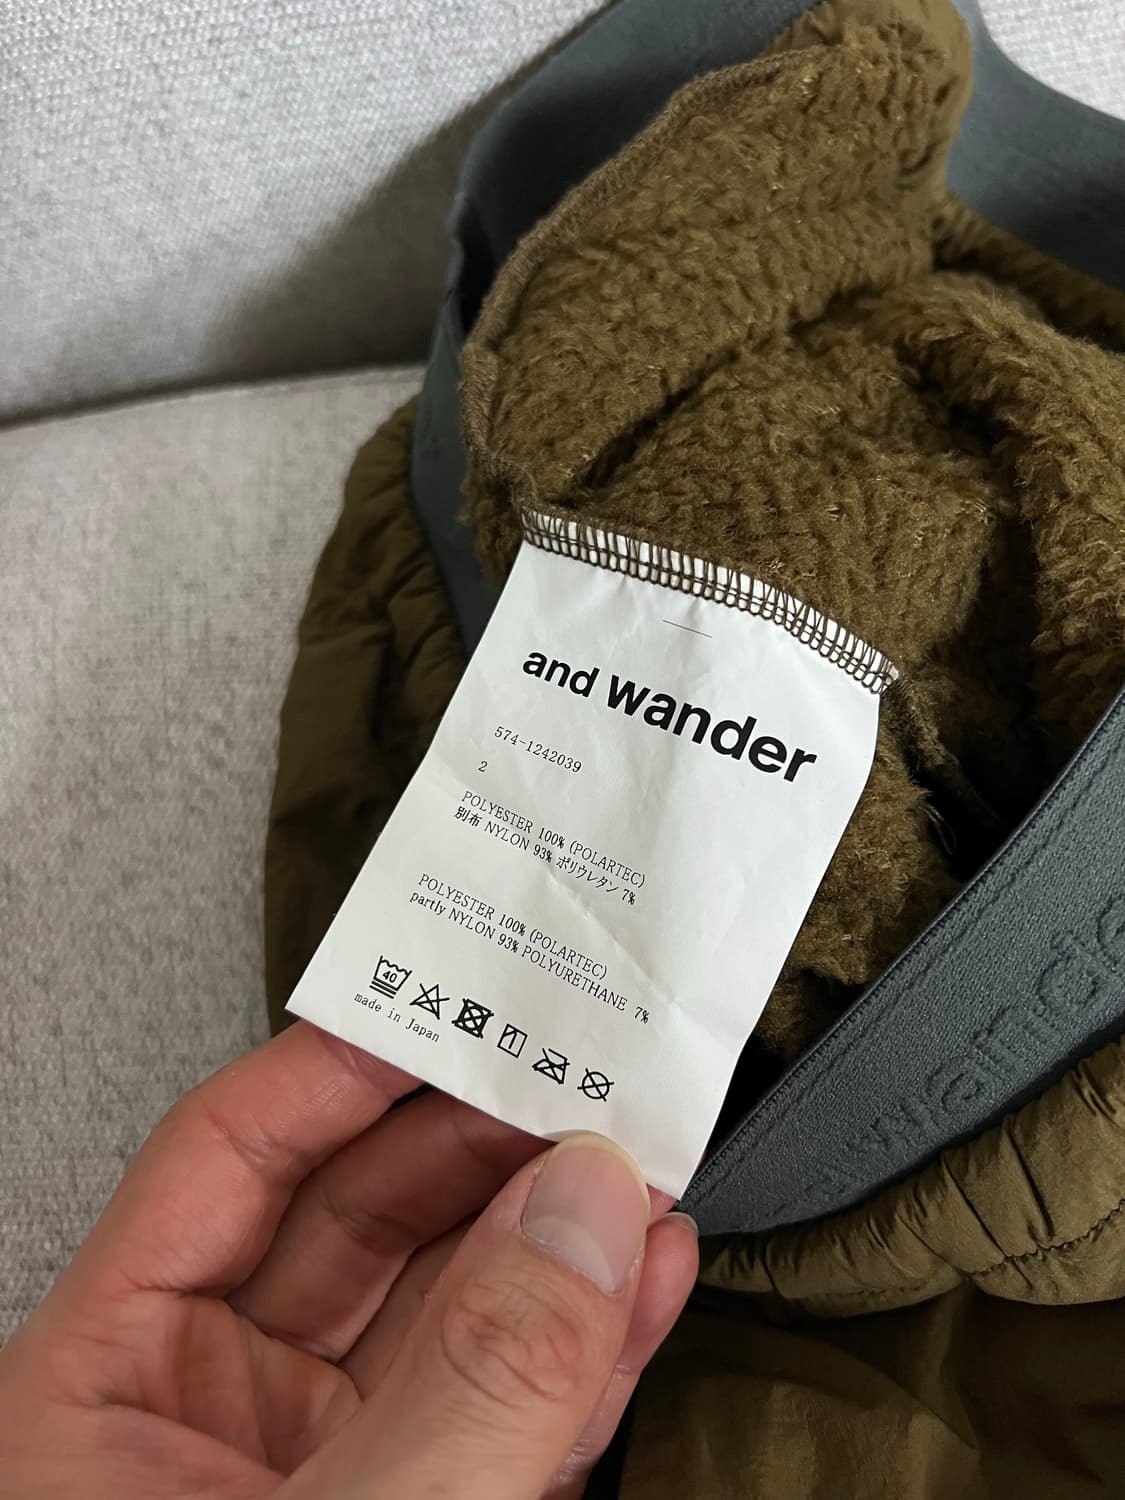 and wander
574-1242039
2
POLYESTER 100% (POLARTEC)
別布 NYLON 93% ポリウレタン 7%
POLYESTER 100% (POLARTEC)
partly NYLON 93% POLYURETHANE 7%
40
made in Japan